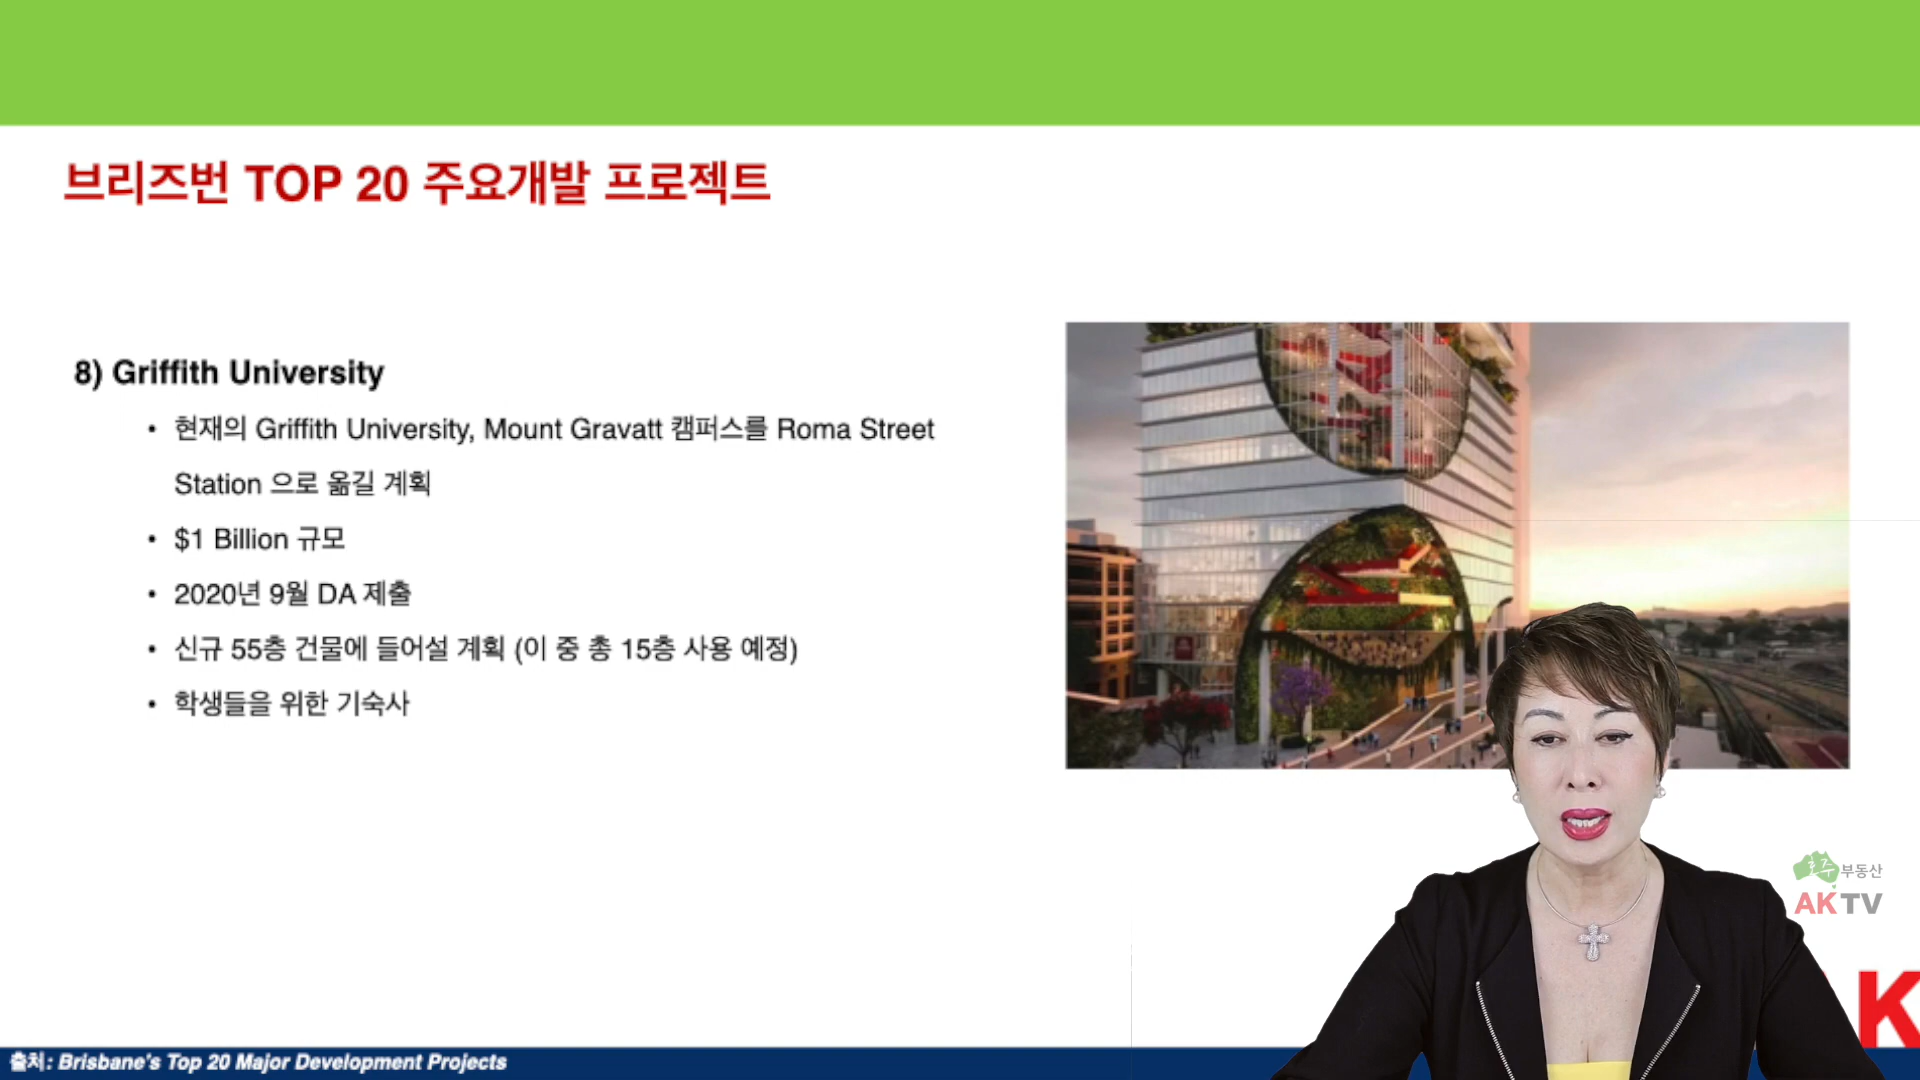 브리즈번 TOP 20 주요개발 프로젝트
8) Griffith University
• 현재의 Griffith University, Mount Gravatt 캠퍼스를 Roma Street
Station 으로 옮길 계획
• $1 Billion 규모
• 2020년 9월 DA 제출
• 신규 55층 건물에 들어설 계획 (이 중 총 15층 사용 예정)
• 학생들을 위한 기숙사
호주부동산
AKTV
K
출처: Brisbane's Top 20 Major Development Projects